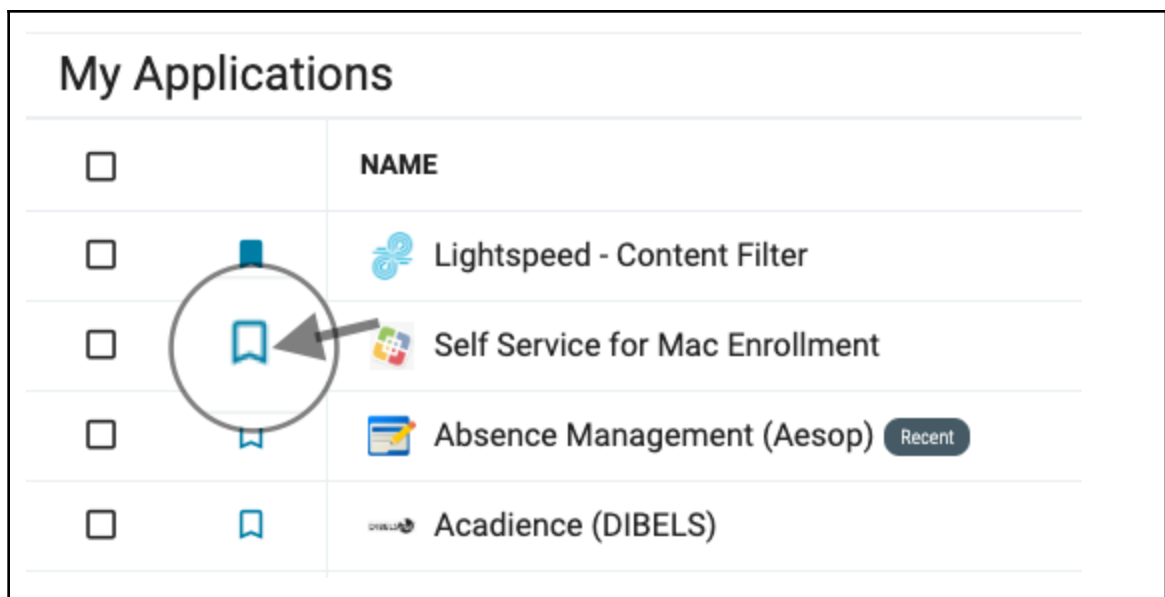 My Applications
NAME
Lightspeed - Content Filter
Self Service for Mac Enrollment
Absence Management (Aesop) Recent
Acadience (DIBELS)